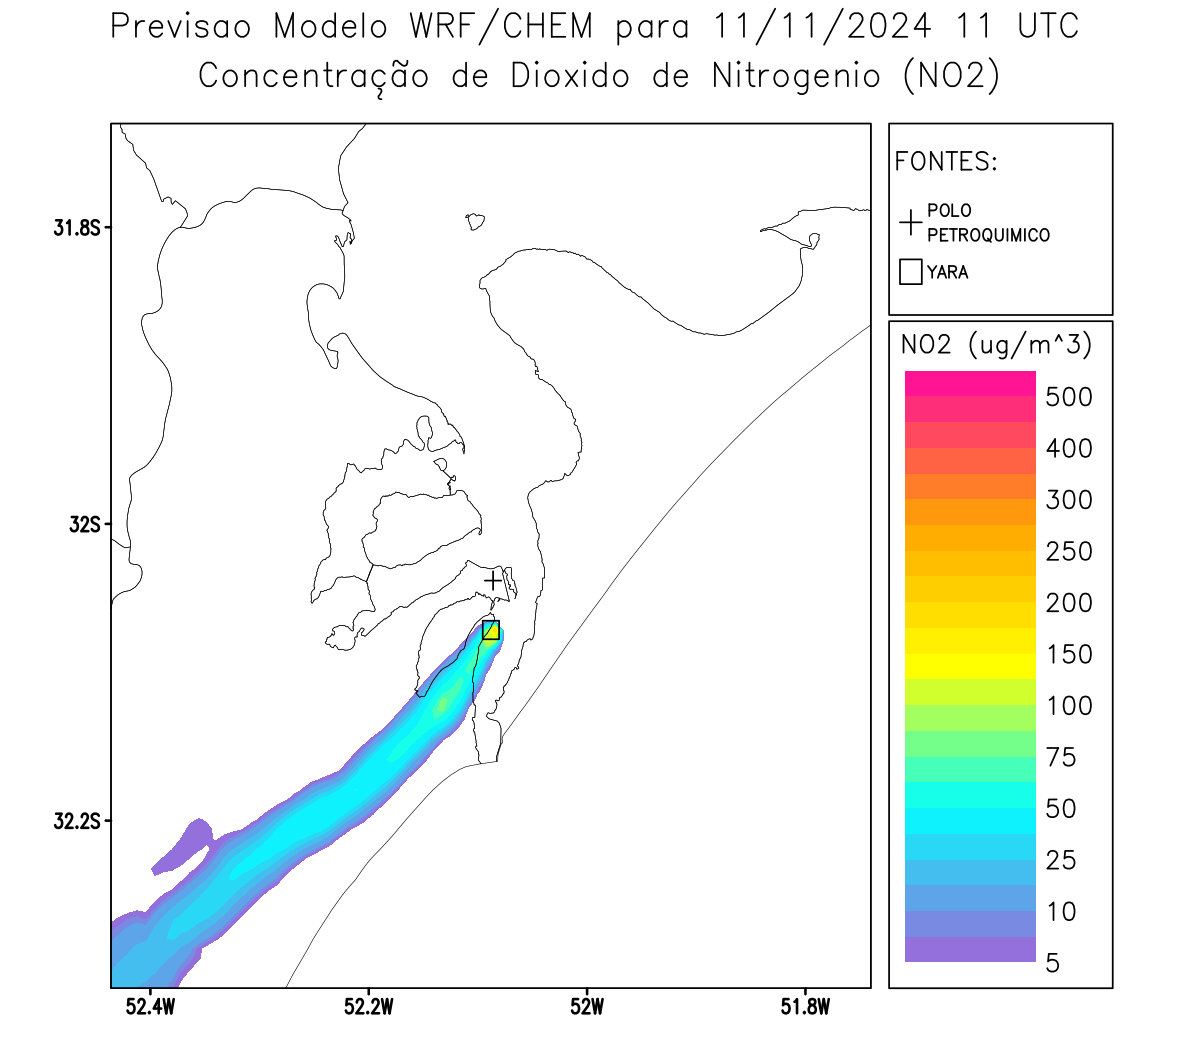 Previsao Modelo WRF/CHEM para 11/11/2024 11 UTC
Concentração de Dioxido de Nitrogenio (NO2)
FONTES:
POLO
PETROQUIMICO
YARA
NO2 (ug/m^3)
500
400
300
250
200
150
100
75
50
25
10
5
31.8S
32S
32.2S
52.4W
52.2W
52W
51.8W